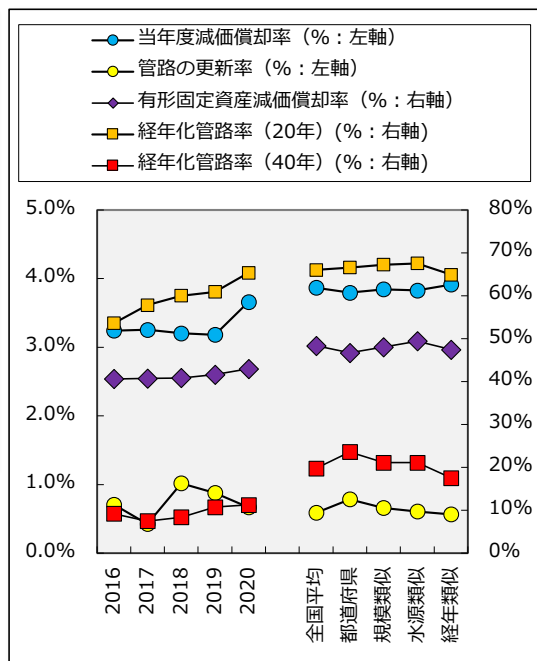 当年度減価償却率（%：左軸）
管路の更新率（%：左軸）
有形固定資産減価償却率（%：右軸）
経年化管路率（20年）(%：右軸)
経年化管路率（40年）(%：右軸)
5.0%
4.0%
3.0%
2.0%
1.0%
0.0%
80%
70%
60%
50%
40%
30%
20%
10%
0%
2016
2017
2018
2019
2020
全国平均
都道府県
規模類似
水源類似
経年類似